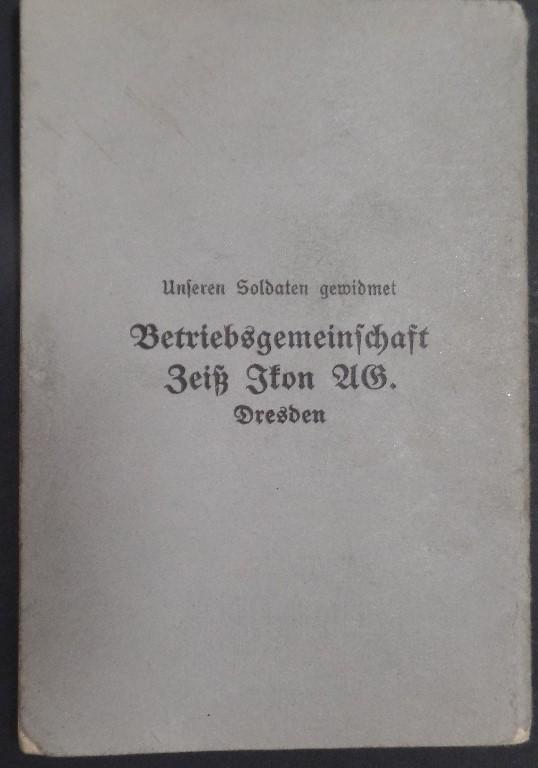 Unseren Soldaten gewidmet
Betriebsgemeinschaft
Zeiß Ikon AG.
Dresden